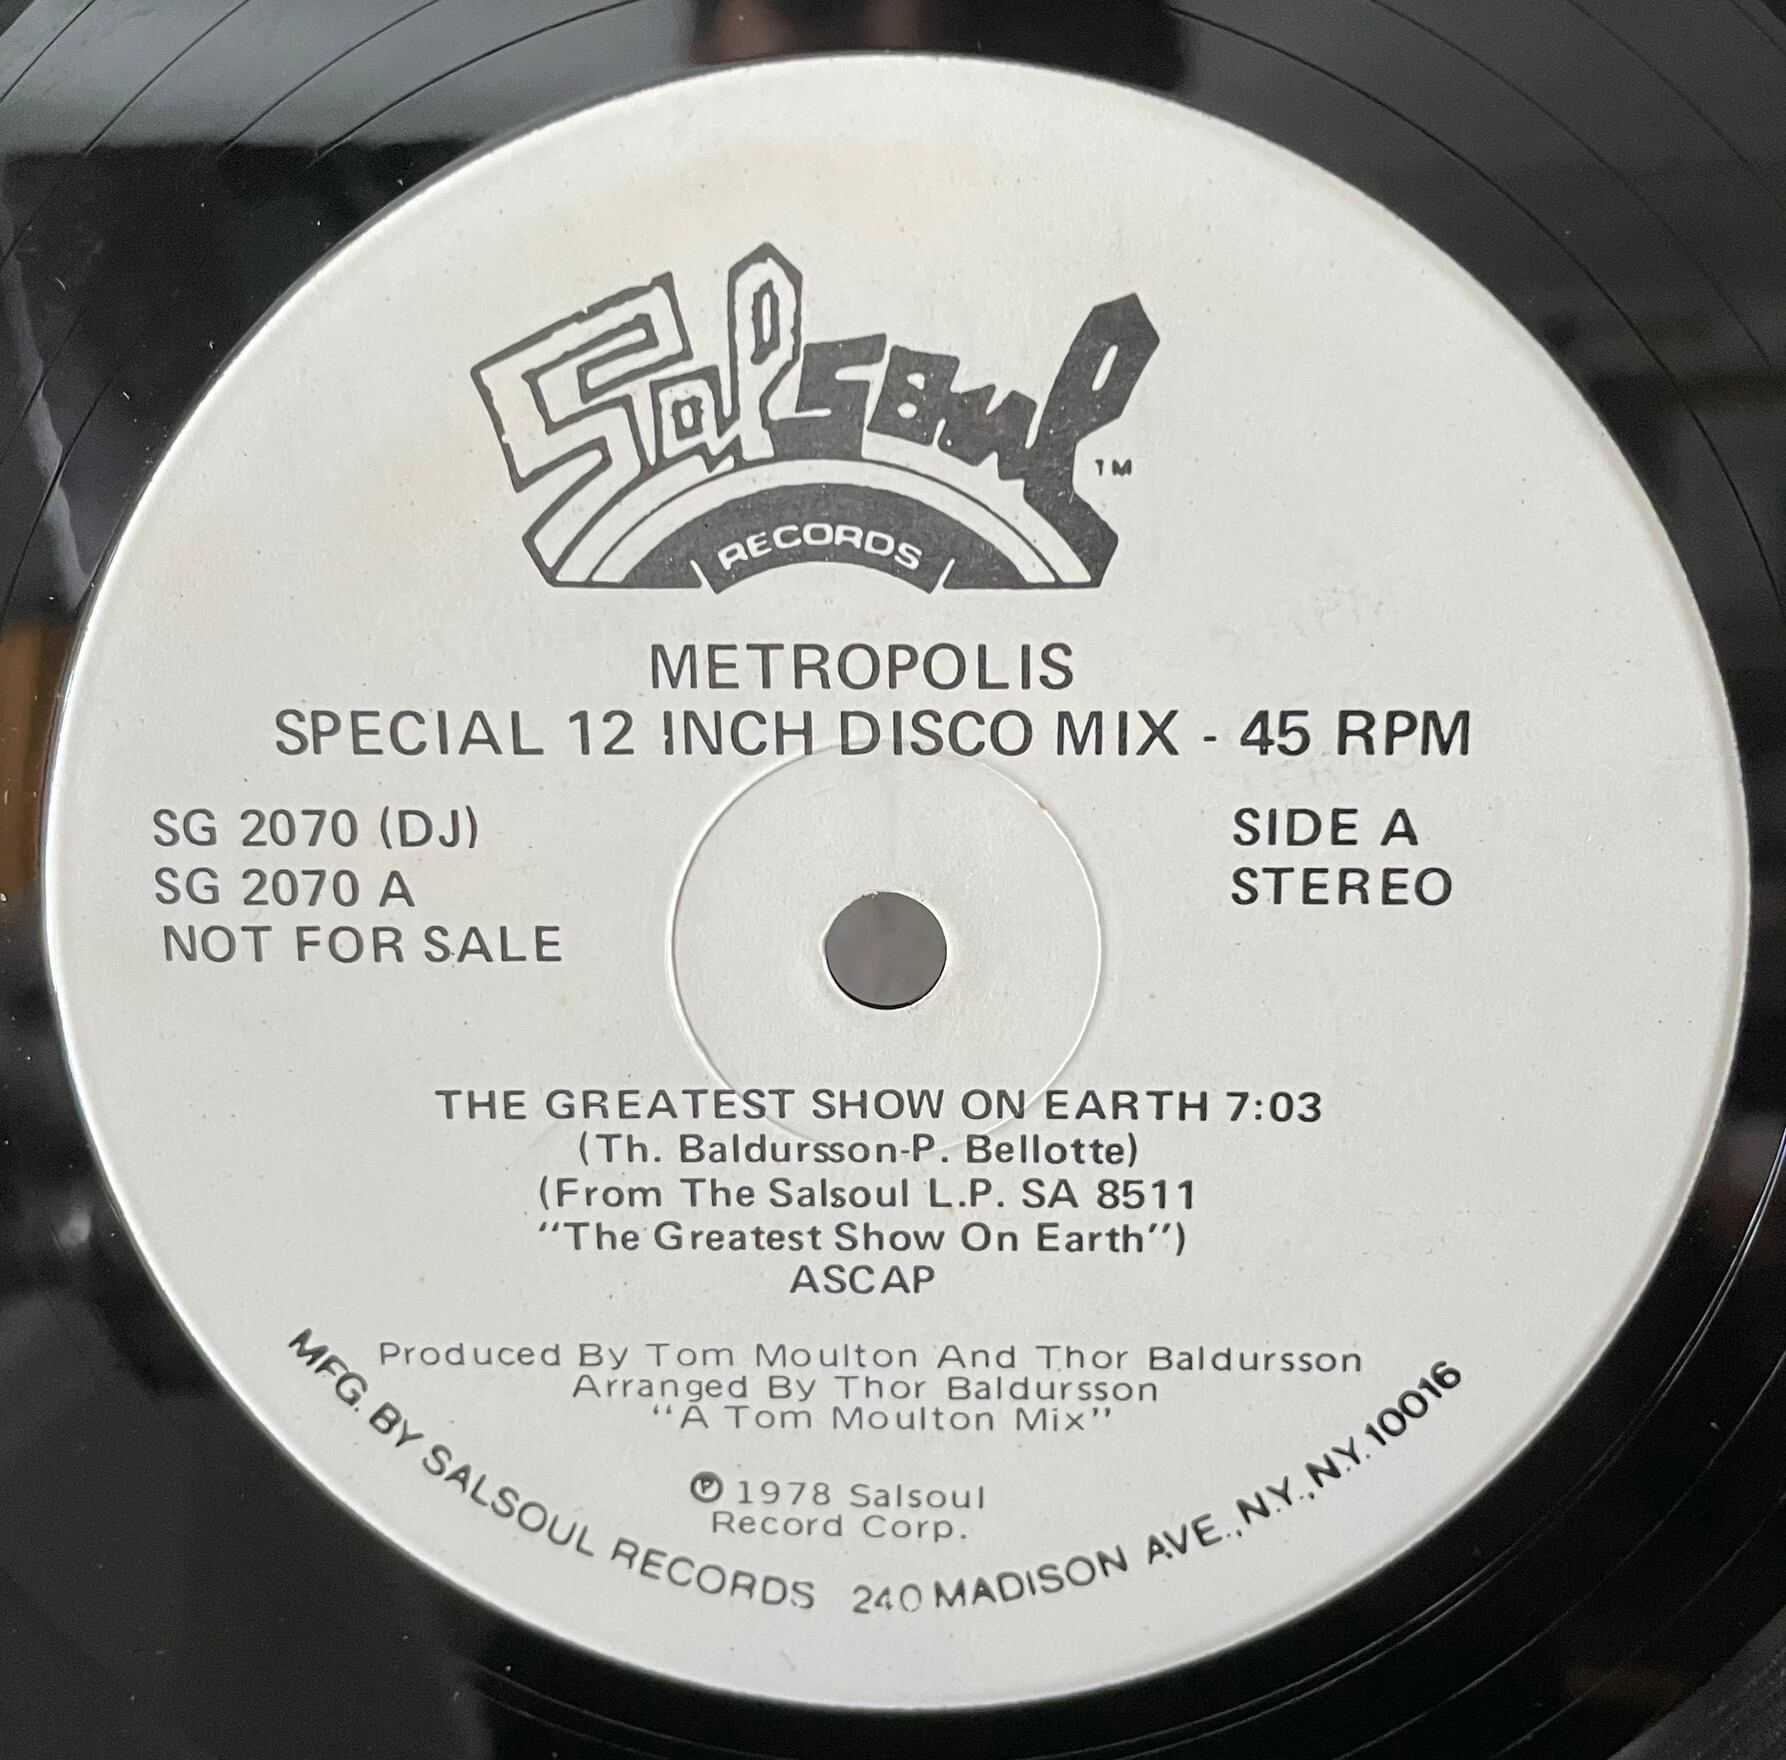 Salsoul ™
RECORDS
METROPOLIS
SPECIAL 12 INCH DISCO MIX - 45 RPM
SG 2070 (DJ)
SG 2070 A
NOT FOR SALE
SIDE A
STEREO
THE GREATEST SHOW ON EARTH 7:03
(Th. Baldursson-P. Bellotte)
(From The Salsoul L.P. SA 8511
“The Greatest Show On Earth”)
ASCAP
Produced By Tom Moulton And Thor Baldursson
Arranged By Thor Baldursson
“A Tom Moulton Mix”
℗ 1978 Salsoul
Record Corp.
MFG. BY SALSOUL RECORDS 240 MADISON AVE., N.Y., N.Y. 10016